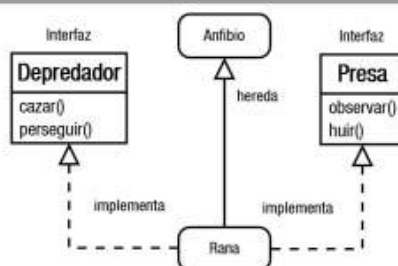 Interfaz
Anfibio
Interfaz
Depredador
cazar()
perseguir()
hereda
Presa
observar()
huir()
implementa
implementa
Rana